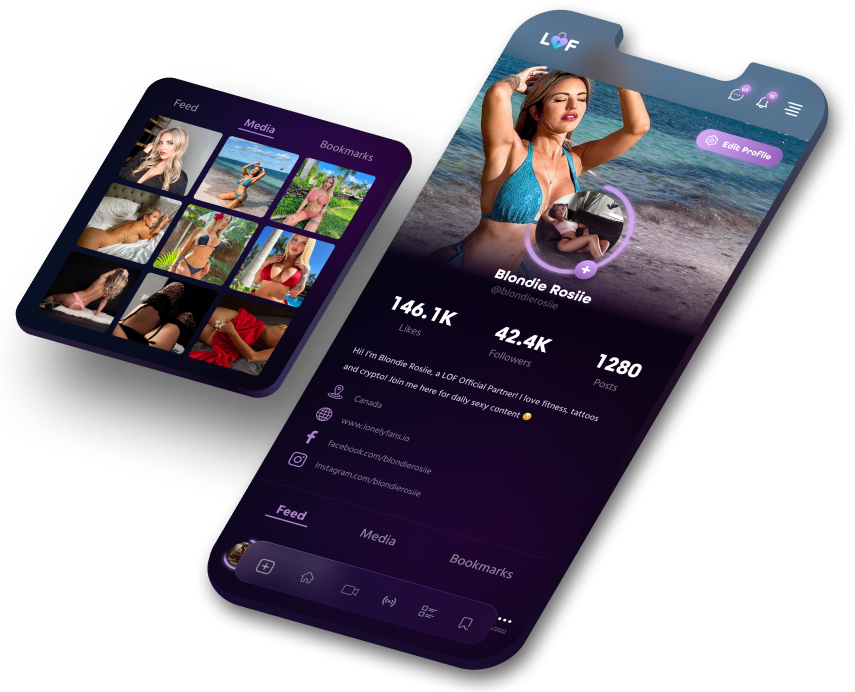 Feed
Media
Bookmarks
LOF
Edit Profile
Blondie Rosiie
@blondierosiie
146.1K
Likes
42.4K
Followers
1280
Posts
Hi! I'm Blondie Rosiie, a LOF Official Partner! I love fitness, tattoos
and crypto! Join me here for daily sexy content 😏
Canada
www.lonelyfans.io
facebook.com/blondierosiie
Instagram.com/blondierosiie
Feed
Media
Bookmarks